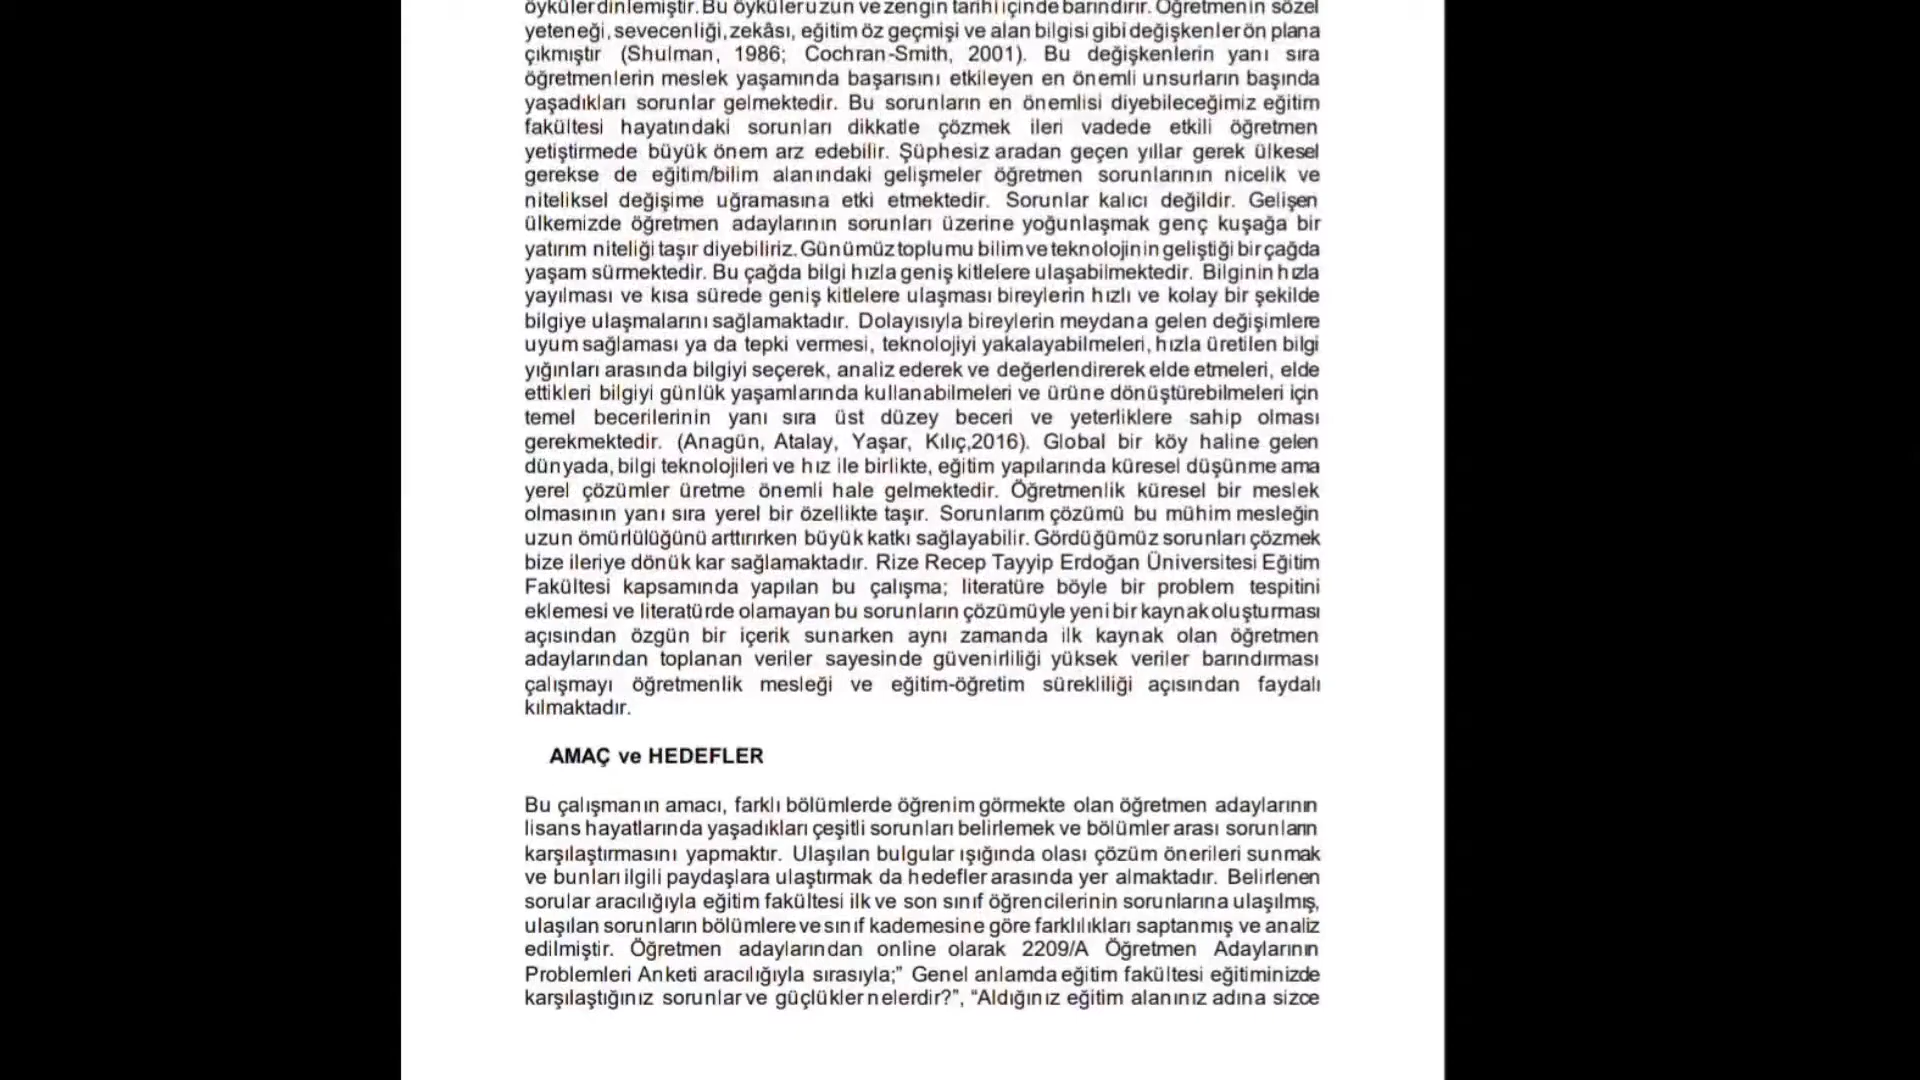 öyküler dinlemiştir. Bu öyküler uzun ve zengin tarihi içinde barındırır. Öğretmenin sözel
yeteneği, sevecenliği, zekâsı, eğitim öz geçmişi ve alan bilgisi gibi değişkenler ön plana
çıkmıştır (Shulman, 1986; Cochran-Smith, 2001). Bu değişkenlerin yanı sıra
öğretmenlerin meslek yaşamında başarısını etkileyen en önemli unsurların başında
yaşadıkları sorunlar gelmektedir. Bu sorunların en önemlisi diyebileceğimiz eğitim
fakültesi hayatındaki sorunları dikkatle çözmek ileri vadede etkili öğretmen
yetiştirmede büyük önem arz edebilir. Şüphesiz aradan geçen yıllar gerek ülkesel
gerekse de eğitim/bilim alanındaki gelişmeler öğretmen sorunlarının nicelik ve
niteliksel değişime uğramasına etki etmektedir. Sorunlar kalıcı değildir. Gelişen
ülkemizde öğretmen adaylarının sorunları üzerine yoğunlaşmak genç kuşağa bir
yatırım niteliği taşır diyebiliriz. Günümüz toplumu bilim ve teknolojinin geliştiği bir çağda
yaşam sürmektedir. Bu çağda bilgi hızla geniş kitlelere ulaşabilmektedir. Bilginin hızla
yayılması ve kısa sürede geniş kitlelere ulaşması bireylerin hızlı ve kolay bir şekilde
bilgiye ulaşmalarını sağlamaktadır. Dolayısıyla bireylerin meydana gelen değişimlere
uyum sağlaması ya da tepki vermesi, teknolojiyi yakalayabilmeleri, hızla üretilen bilgi
yığınları arasında bilgiyi seçerek, analiz ederek ve değerlendirerek elde etmeleri, elde
ettikleri bilgiyi günlük yaşamlarında kullanabilmeleri ve ürüne dönüştürebilmeleri için
temel becerilerinin yanı sıra üst düzey beceri ve yeterliklere sahip olması
gerekmektedir. (Anagün, Atalay, Yaşar, Kılıç,2016). Global bir köy haline gelen
dünyada, bilgi teknolojileri ve hız ile birlikte, eğitim yapılarında küresel düşünme ama
yerel çözümler üretme önemli hale gelmektedir. Öğretmenlik küresel bir meslek
olmasının yanı sıra yerel bir özellikte taşır. Sorunlarım çözümü bu mühim mesleğin
uzun ömürlülüğünü arttırırken büyük katkı sağlayabilir. Gördüğümüz sorunları çözmek
bize ileriye dönük kar sağlamaktadır. Rize Recep Tayyip Erdoğan Üniversitesi Eğitim
Fakültesi kapsamında yapılan bu çalışma; literatüre böyle bir problem tespitini
eklemesi ve literatürde olamayan bu sorunların çözümüyle yeni bir kaynak oluşturması
açısından özgün bir içerik sunarken aynı zamanda ilk kaynak olan öğretmen
adaylarından toplanan veriler sayesinde güvenirliliği yüksek veriler barındırması
çalışmayı öğretmenlik mesleği ve eğitim-öğretim sürekliliği açısından faydalı
kılmaktadır.
AMAÇ ve HEDEFLER
Bu çalışmanın amacı, farklı bölümlerde öğrenim görmekte olan öğretmen adaylarının
lisans hayatlarında yaşadıkları çeşitli sorunları belirlemek ve bölümler arası sorunların
karşılaştırmasını yapmaktır. Ulaşılan bulgular ışığında olası çözüm önerileri sunmak
ve bunları ilgili paydaşlara ulaştırmak da hedefler arasında yer almaktadır. Belirlenen
sorular aracılığıyla eğitim fakültesi ilk ve son sınıf öğrencilerinin sorunlarına ulaşılmış,
ulaşılan sorunların bölümlere ve sınıf kademesine göre farklılıkları saptanmış ve analiz
edilmiştir. Öğretmen adaylarından online olarak 2209/A Öğretmen Adaylarının
Problemleri Anketi aracılığıyla sırasıyla;” Genel anlamda eğitim fakültesi eğitiminizde
karşılaştığınız sorunlar ve güçlükler nelerdir?”, “Aldığınız eğitim alanınız adına sizce